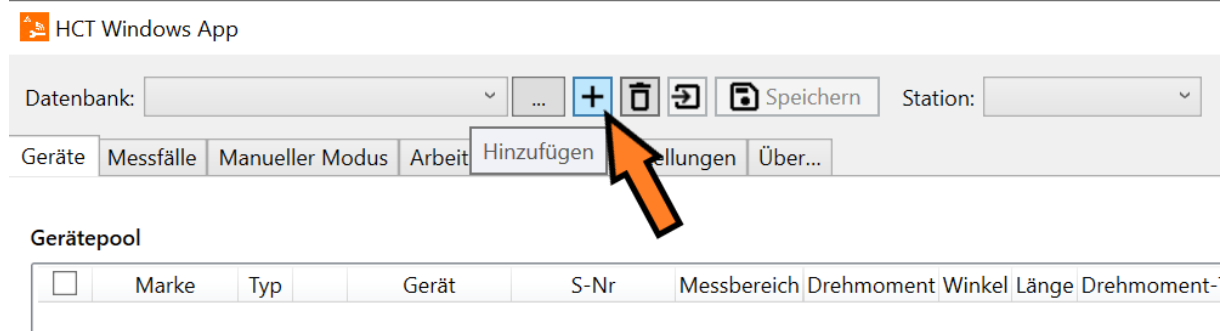 HCT Windows App
Datenbank: ... Speichern Station:
Geräte Messfälle Manueller Modus Arbeit Hinzufügen ellungen Über...
Gerätepool
Marke Typ Gerät S-Nr Messbereich Drehmoment Winkel Länge Drehmoment-